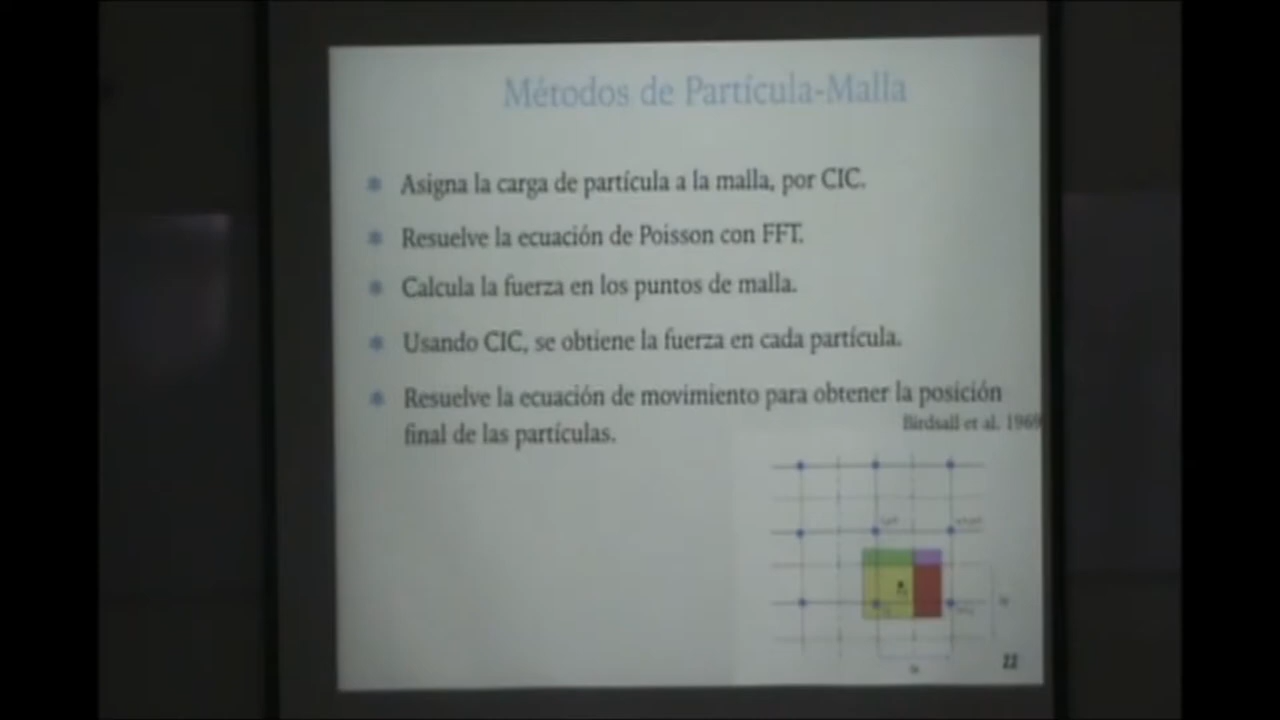 Métodos de Partícula-Malla
Asigna la carga de partícula a la malla, por CIC.
Resuelve la ecuación de Poisson con FFT.
Calcula la fuerza en los puntos de malla.
Usando CIC, se obtiene la fuerza en cada partícula.
Resuelve la ecuación de movimiento para obtener la posición
final de las partículas.
Birdsall et al. 1969
22